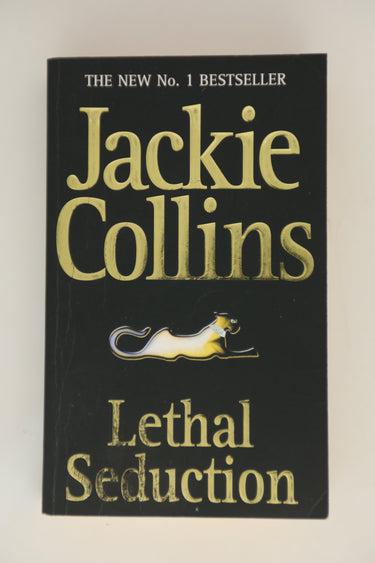 THE NEW No. 1 BESTSELLER
Jackie
Collins
Lethal
Seduction